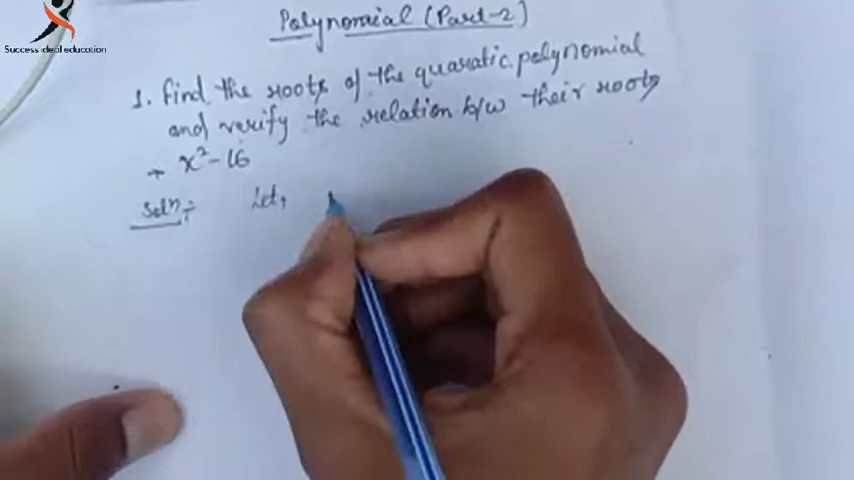 Success ideal education
Polynomial (Part-2)
1. find the roots of the quasratic polynomial
and verify the relation b/w their roots
→ x² - 16
Solⁿ:-
Let,